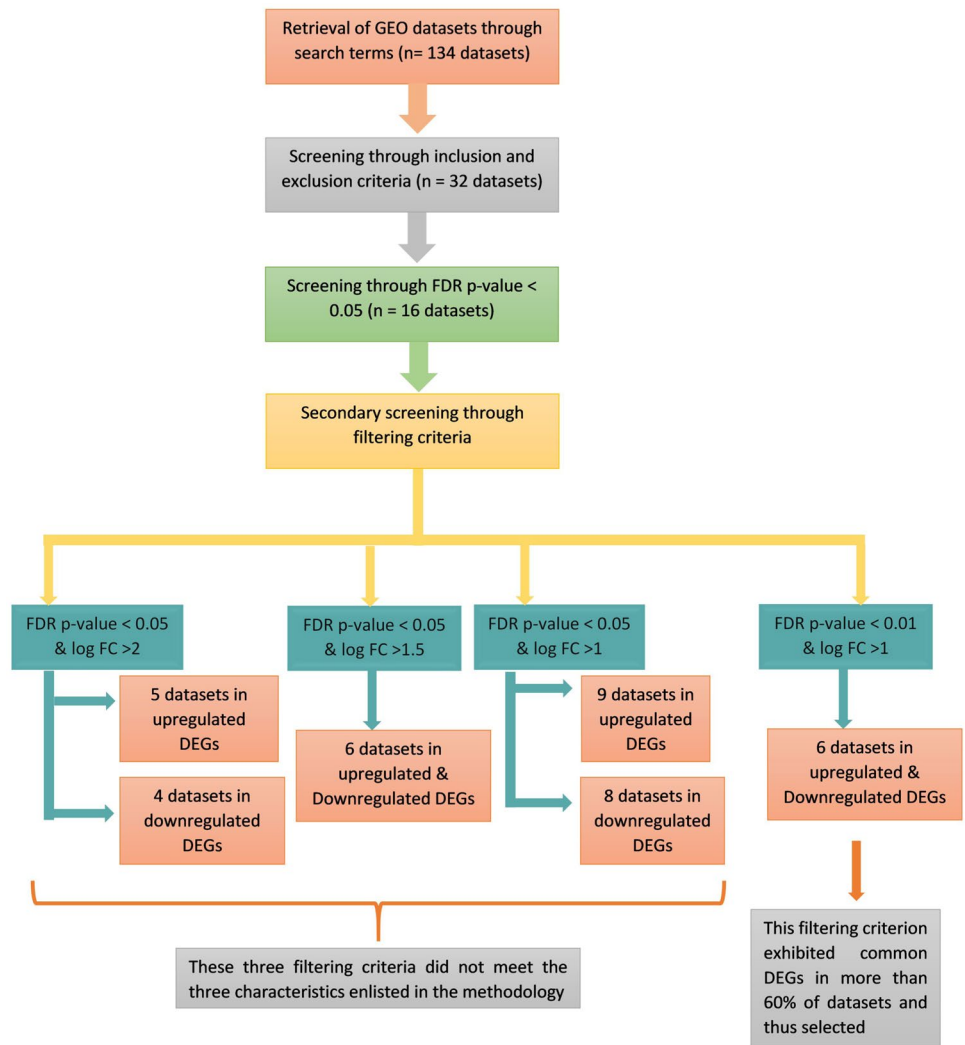 Retrieval of GEO datasets through
search terms (n= 134 datasets)
Screening through inclusion and
exclusion criteria (n = 32 datasets)
Screening through FDR p-value <
0.05 (n = 16 datasets)
Secondary screening through
filtering criteria
FDR p-value < 0.05
& log FC >2
5 datasets in
upregulated
DEGs
4 datasets in
downregulated
DEGs
FDR p-value < 0.05
& log FC >1.5
6 datasets in
upregulated &
Downregulated DEGs
FDR p-value < 0.05
& log FC >1
9 datasets in
upregulated
DEGs
8 datasets in
downregulated
DEGs
FDR p-value < 0.01
& log FC >1
6 datasets in
upregulated &
Downregulated DEGs
These three filtering criteria did not meet the
three characteristics enlisted in the methodology
This filtering criterion
exhibited common
DEGs in more than
60% of datasets and
thus selected